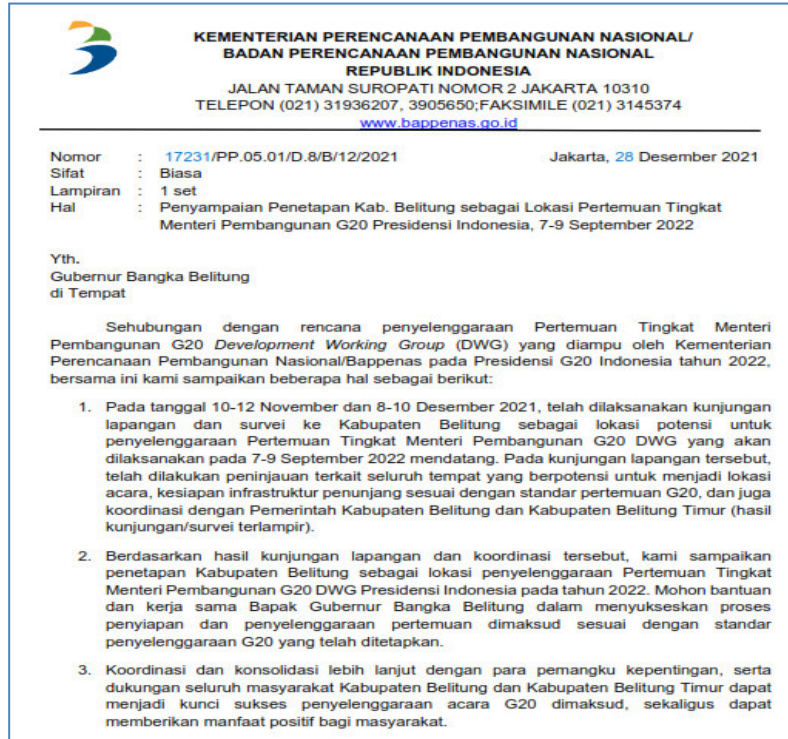 KEMENTERIAN PERENCANAAN PEMBANGUNAN NASIONAL/
BADAN PERENCANAAN PEMBANGUNAN NASIONAL
REPUBLIK INDONESIA
JALAN TAMAN SUROPATI NOMOR 2 JAKARTA 10310
TELEPON (021) 31936207, 3905650;FAKSIMILE (021) 3145374
www.bappenas.go.id
Nomor : 17231/PP.05.01/D.8/B/12/2021 Jakarta, 28 Desember 2021
Sifat : Biasa
Lampiran : 1 set
Hal : Penyampaian Penetapan Kab. Belitung sebagai Lokasi Pertemuan Tingkat
Menteri Pembangunan G20 Presidensi Indonesia, 7-9 September 2022
Yth.
Gubernur Bangka Belitung
di Tempat
Sehubungan dengan rencana penyelenggaraan Pertemuan Tingkat Menteri
Pembangunan G20 Development Working Group (DWG) yang diampu oleh Kementerian
Perencanaan Pembangunan Nasional/Bappenas pada Presidensi G20 Indonesia tahun 2022,
bersama ini kami sampaikan beberapa hal sebagai berikut:
1. Pada tanggal 10-12 November dan 8-10 Desember 2021, telah dilaksanakan kunjungan
lapangan dan survei ke Kabupaten Belitung sebagai lokasi potensi untuk
penyelenggaraan Pertemuan Tingkat Menteri Pembangunan G20 DWG yang akan
dilaksanakan pada 7-9 September 2022 mendatang. Pada kunjungan lapangan tersebut,
telah dilakukan peninjauan terkait seluruh tempat yang berpotensi untuk menjadi lokasi
acara, kesiapan infrastruktur penunjang sesuai dengan standar pertemuan G20, dan juga
koordinasi dengan Pemerintah Kabupaten Belitung dan Kabupaten Belitung Timur (hasil
kunjungan/survei terlampir).
2. Berdasarkan hasil kunjungan lapangan dan koordinasi tersebut, kami sampaikan
penetapan Kabupaten Belitung sebagai lokasi penyelenggaraan Pertemuan Tingkat
Menteri Pembangunan G20 DWG Presidensi Indonesia pada tahun 2022. Mohon bantuan
dan kerja sama Bapak Gubernur Bangka Belitung dalam menyukseskan proses
penyiapan dan penyelenggaraan pertemuan dimaksud sesuai dengan standar
penyelenggaraan G20 yang telah ditetapkan.
3. Koordinasi dan konsolidasi lebih lanjut dengan para pemangku kepentingan, serta
dukungan seluruh masyarakat Kabupaten Belitung dan Kabupaten Belitung Timur dapat
menjadi kunci sukses penyelenggaraan acara G20 dimaksud, sekaligus dapat
memberikan manfaat positif bagi masyarakat.